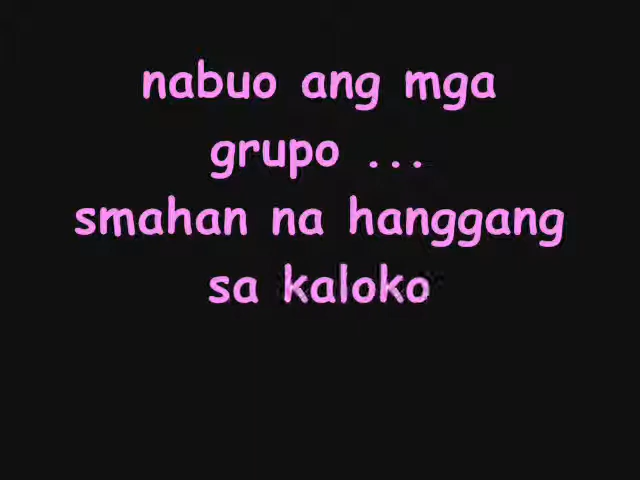 nabuo ang mga
grupo ...
smahan na hanggang
sa kaloko